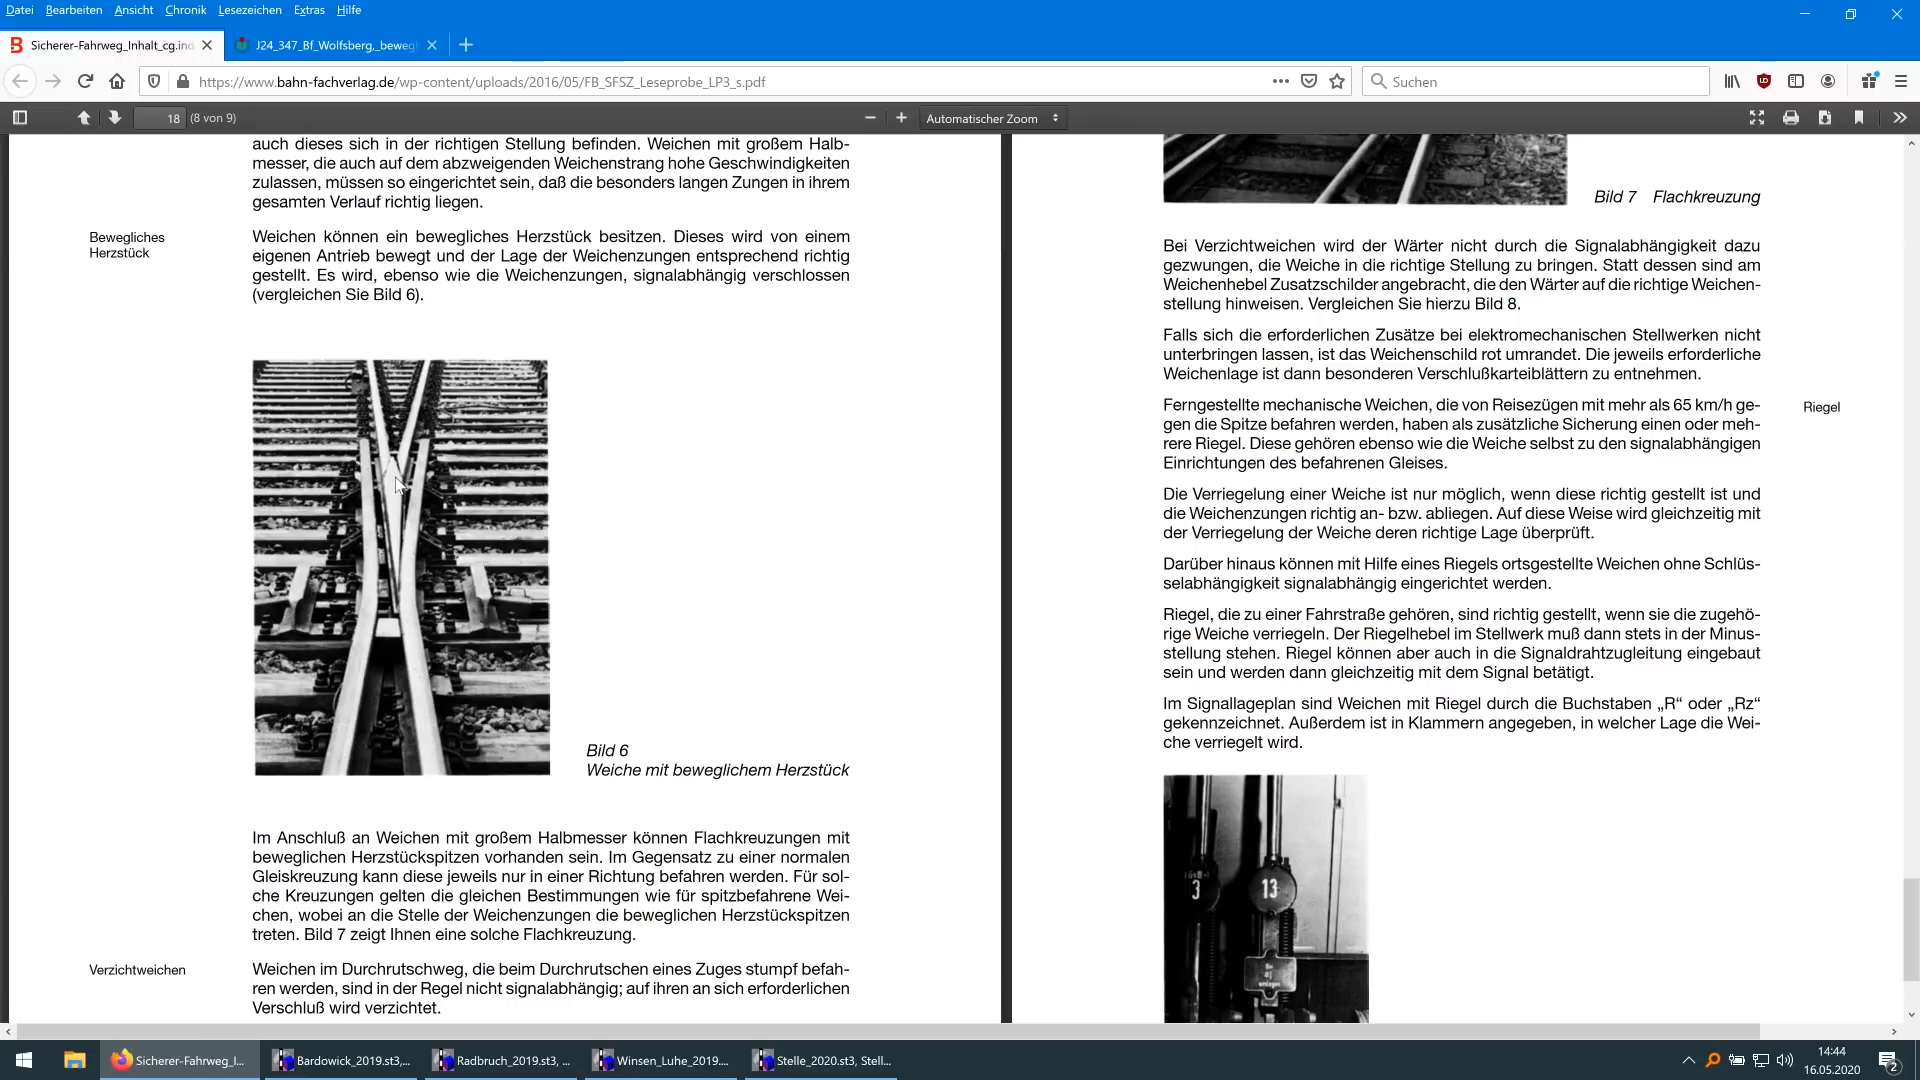 Datei Bearbeiten Ansicht Chronik Lesezeichen Extras Hilfe
Sicherer-Fahrweg_Inhalt_cg.ind
J24_347_Bf_Wolfsberg,_beweg
https://www.bahn-fachverlag.de/wp-content/uploads/2016/05/FB_SFSZ_Leseprobe_LP3_s.pdf
Suchen
18 (8 von 9)
Automatischer Zoom
auch dieses sich in der richtigen Stellung befinden. Weichen mit großem Halb-
messer, die auch auf dem abzweigenden Weichenstrang hohe Geschwindigkeiten
zulassen, müssen so eingerichtet sein, daß die besonders langen Zungen in ihrem
gesamten Verlauf richtig liegen.
Bewegliches
Herzstück
Weichen können ein bewegliches Herzstück besitzen. Dieses wird von einem
eigenen Antrieb bewegt und der Lage der Weichenzungen entsprechend richtig
gestellt. Es wird, ebenso wie die Weichenzungen, signalabhängig verschlossen
(vergleichen Sie Bild 6).
Bild 6
Weiche mit beweglichem Herzstück
Im Anschluß an Weichen mit großem Halbmesser können Flachkreuzungen mit
beweglichen Herzstückspitzen vorhanden sein. Im Gegensatz zu einer normalen
Gleiskreuzung kann diese jeweils nur in einer Richtung befahren werden. Für sol-
che Kreuzungen gelten die gleichen Bestimmungen wie für spitzbefahrene Wei-
chen, wobei an die Stelle der Weichenzungen die beweglichen Herzstückspitzen
treten. Bild 7 zeigt Ihnen eine solche Flachkreuzung.
Verzichtweichen
Weichen im Durchrutschweg, die beim Durchrutschen eines Zuges stumpf befah-
ren werden, sind in der Regel nicht signalabhängig; auf ihren an sich erforderlichen
Verschluß wird verzichtet.
Bild 7 Flachkreuzung
Bei Verzichtweichen wird der Wärter nicht durch die Signalabhängigkeit dazu
gezwungen, die Weiche in die richtige Stellung zu bringen. Statt dessen sind am
Weichenhebel Zusatzschilder angebracht, die den Wärter auf die richtige Weichen-
stellung hinweisen. Vergleichen Sie hierzu Bild 8.
Falls sich die erforderlichen Zusätze bei elektromechanischen Stellwerken nicht
unterbringen lassen, ist das Weichenschild rot umrandet. Die jeweils erforderliche
Weichenlage ist dann besonderen Verschlußkarteiblättern zu entnehmen.
Ferngestellte mechanische Weichen, die von Reisezügen mit mehr als 65 km/h ge-
gen die Spitze befahren werden, haben als zusätzliche Sicherung einen oder meh-
rere Riegel. Diese gehören ebenso wie die Weiche selbst zu den signalabhängigen
Einrichtungen des befahrenen Gleises.
Riegel
Die Verriegelung einer Weiche ist nur möglich, wenn diese richtig gestellt ist und
die Weichenzungen richtig an- bzw. abliegen. Auf diese Weise wird gleichzeitig mit
der Verriegelung der Weiche deren richtige Lage überprüft.
Darüber hinaus können mit Hilfe eines Riegels ortsgestellte Weichen ohne Schlüs-
selabhängigkeit signalabhängig eingerichtet werden.
Riegel, die zu einer Fahrstraße gehören, sind richtig gestellt, wenn sie die zugehö-
rige Weiche verriegeln. Der Riegelhebel im Stellwerk muß dann stets in der Minus-
stellung stehen. Riegel können aber auch in die Signaldrahtzugleitung eingebaut
sein und werden dann gleichzeitig mit dem Signal betätigt.
Im Signallageplan sind Weichen mit Riegel durch die Buchstaben „R“ oder „Rz“
gekennzeichnet. Außerdem ist in Klammern angegeben, in welcher Lage die Wei-
che verriegelt wird.
3 13
Sicherer-Fahrweg_I...
Bardowick_2019.st3,...
Radbruch_2019.st3, ...
Winsen_Luhe_2019....
Stelle_2020.st3, Stell...
14:44
16.05.2020
2